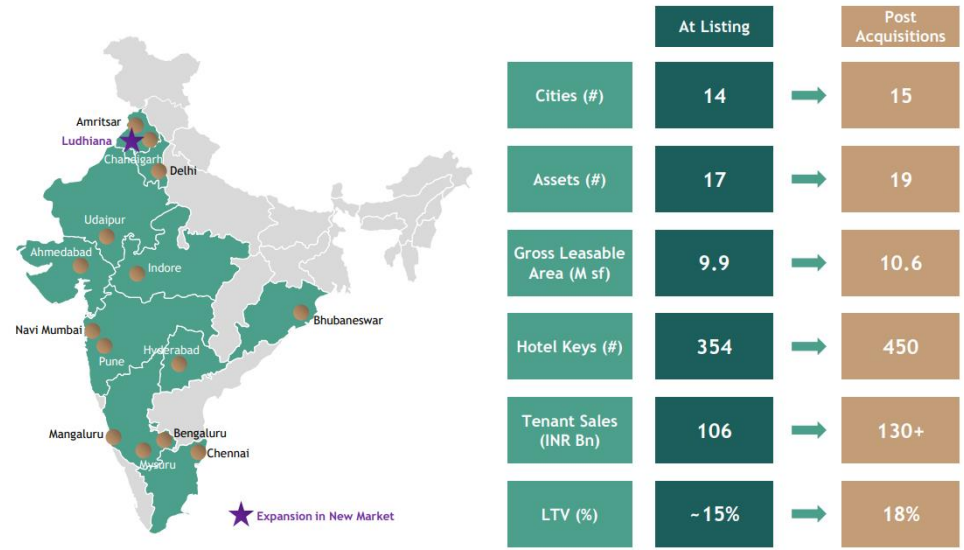 Amritsar
Ludhiana
Chandigarh
Delhi
Udaipur
Ahmedabad
Indore
Bhubaneswar
Navi Mumbai
Pune
Hyderabad
Mangaluru
Bengaluru
Chennai
Mysuru
Expansion in New Market
At Listing
Post
Acquisitions
Cities (#)
14
15
Assets (#)
17
19
Gross Leasable
Area (M sf)
9.9
10.6
Hotel Keys (#)
354
450
Tenant Sales
(INR Bn)
106
130+
LTV (%)
~15%
18%